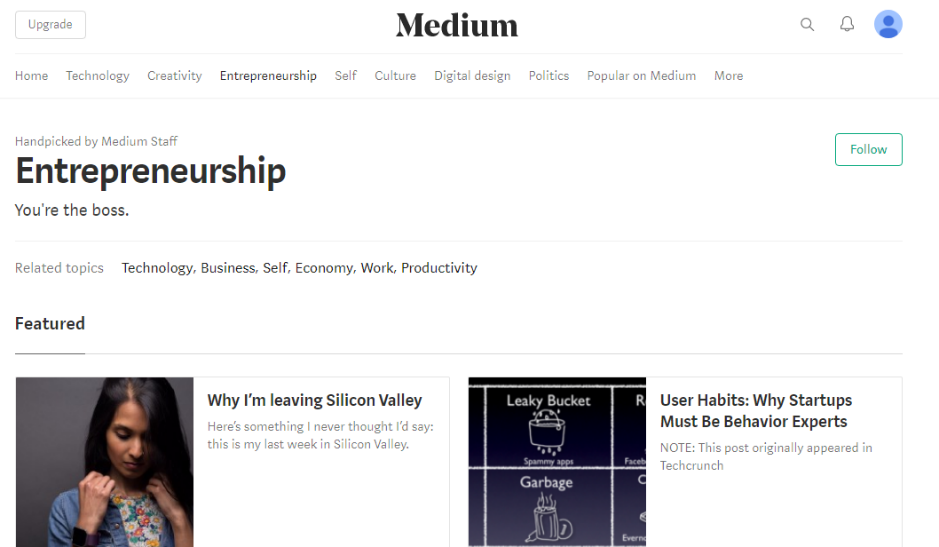 Upgrade
Medium
Home Technology Creativity Entrepreneurship Self Culture Digital design Politics Popular on Medium More
Handpicked by Medium Staff
Entrepreneurship
Follow
You're the boss.
Related topics Technology, Business, Self, Economy, Work, Productivity
Featured
Why I’m leaving Silicon Valley
Here’s something I never thought I’d say:
this is my last week in Silicon Valley.
Leaky Bucket
Spammy apps
Garbage
User Habits: Why Startups
Must Be Behavior Experts
NOTE: This post originally appeared in
Techcrunch